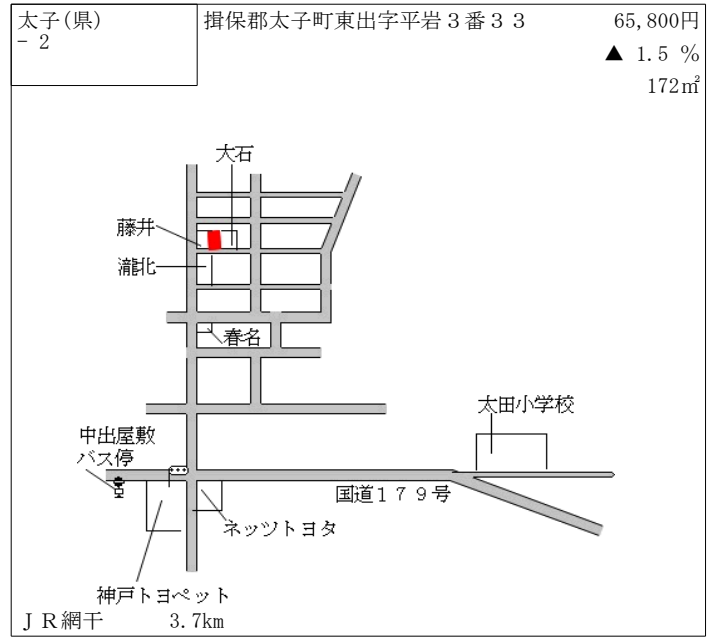 太子(県)
- 2
揖保郡太子町東出字平岩３番３３
65,800円
▲ 1.5 %
172㎡
大石
藤井
瀧北
春名
太田小学校
中出屋敷
バス停
国道１７９号
ネッツトヨタ
神戸トヨペット
ＪＲ網干 3.7km